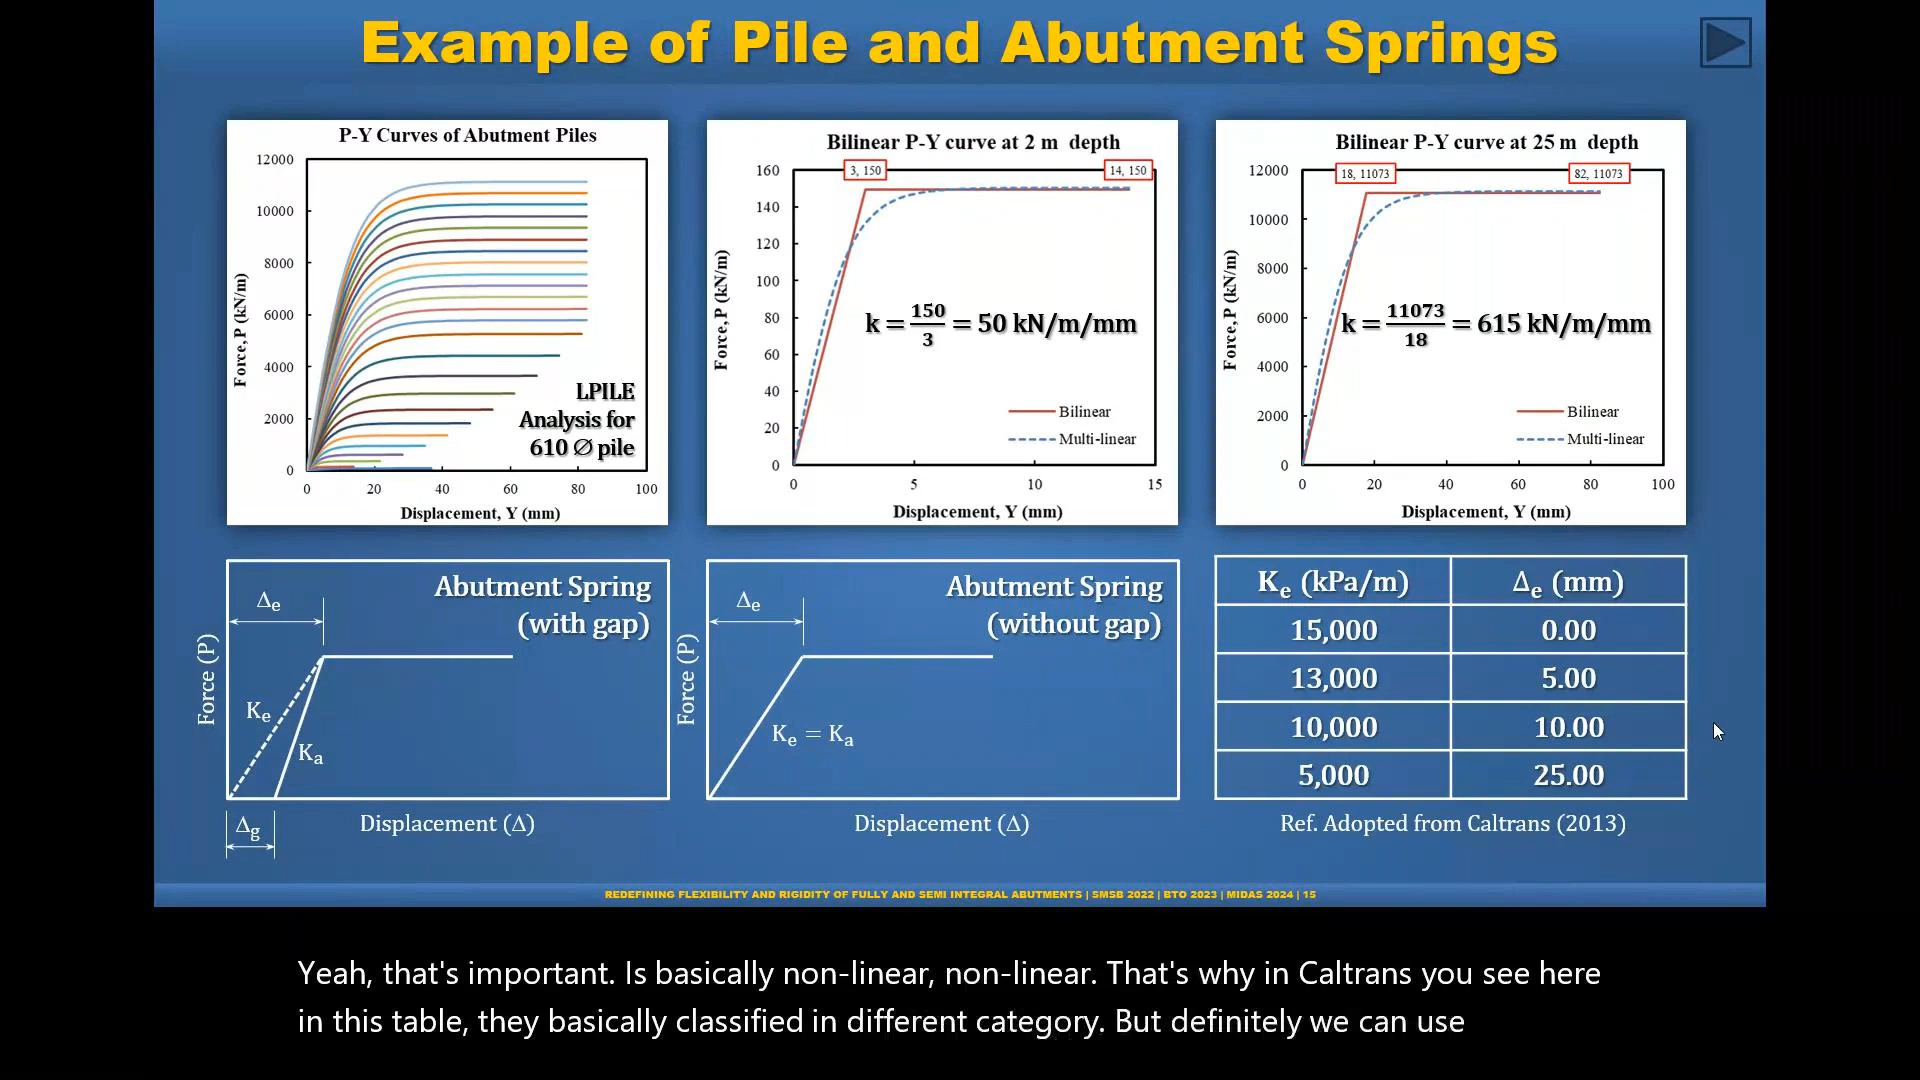 Example of Pile and Abutment Springs
P-Y Curves of Abutment Piles
12000
10000
8000
6000
4000
2000
0
0 20 40 60 80 100
Force,P (kN/m)
Displacement, Y (mm)
LPILE
Analysis for
610 ∅ pile
Bilinear P-Y curve at 2 m depth
3, 150
14, 150
160
140
120
100
80
60
40
20
0
0 5 10 15
Force,P (kN/m)
Displacement, Y (mm)
k = 150/3 = 50 kN/m/mm
Bilinear
Multi-linear
Bilinear P-Y curve at 25 m depth
18, 11073
82, 11073
12000
10000
8000
6000
4000
2000
0
0 20 40 60 80 100
Force,P (kN/m)
Displacement, Y (mm)
k = 11073/18 = 615 kN/m/mm
Bilinear
Multi-linear
Abutment Spring
(with gap)
Δe
Ke
Ka
Δg
Force (P)
Displacement (Δ)
Abutment Spring
(without gap)
Δe
Ke = Ka
Force (P)
Displacement (Δ)
Ke (kPa/m) Δe (mm)
15,000 0.00
13,000 5.00
10,000 10.00
5,000 25.00
Ref. Adopted from Caltrans (2013)
REDEFINING FLEXIBILITY AND RIGIDITY OF FULLY AND SEMI INTEGRAL ABUTMENTS | SMSB 2022 | BTO 2023 | MIDAS 2024 | 15
Yeah, that's important. Is basically non-linear, non-linear. That's why in Caltrans you see here
in this table, they basically classified in different category. But definitely we can use